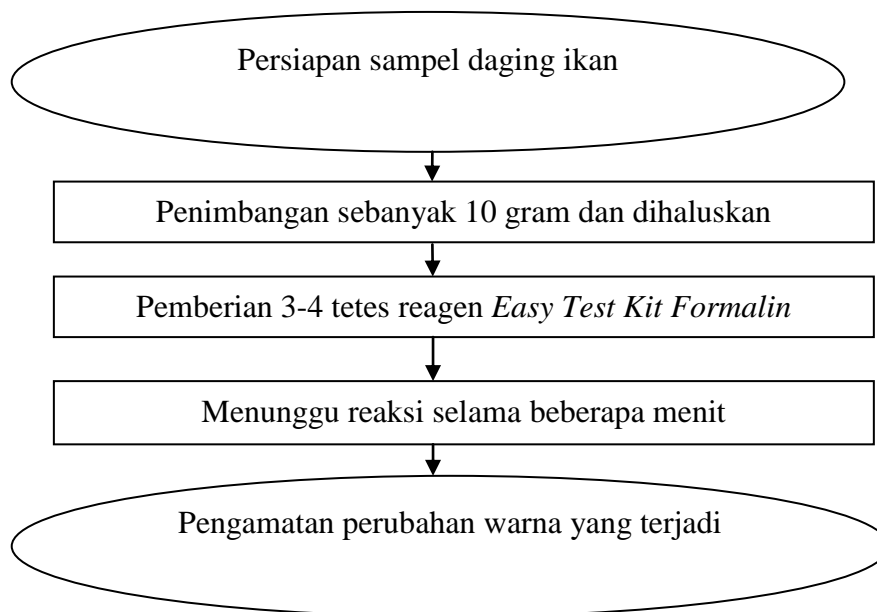 Persiapan sampel daging ikan
Penimbangan sebanyak 10 gram dan dihaluskan
Pemberian 3-4 tetes reagen Easy Test Kit Formalin
Menunggu reaksi selama beberapa menit
Pengamatan perubahan warna yang terjadi